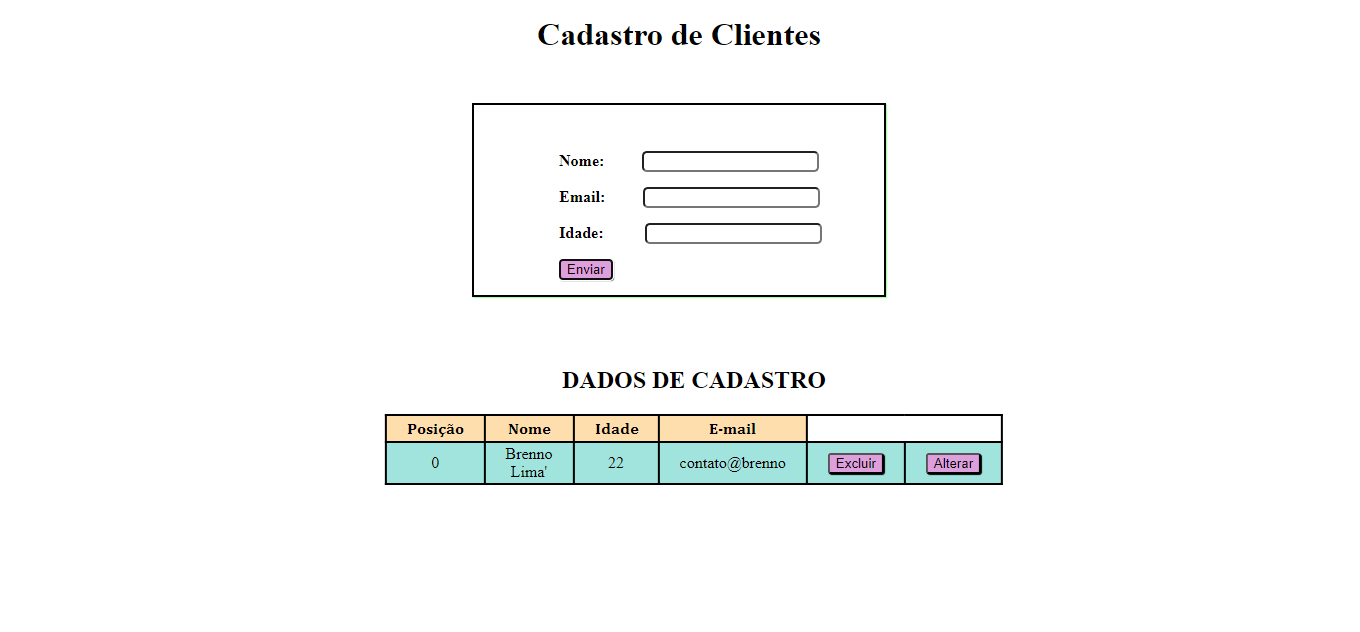 Cadastro de Clientes
Nome:
Email:
Idade:
Enviar
DADOS DE CADASTRO
Posição Nome Idade E-mail
0 Brenno Lima' 22 contato@brenno Excluir Alterar